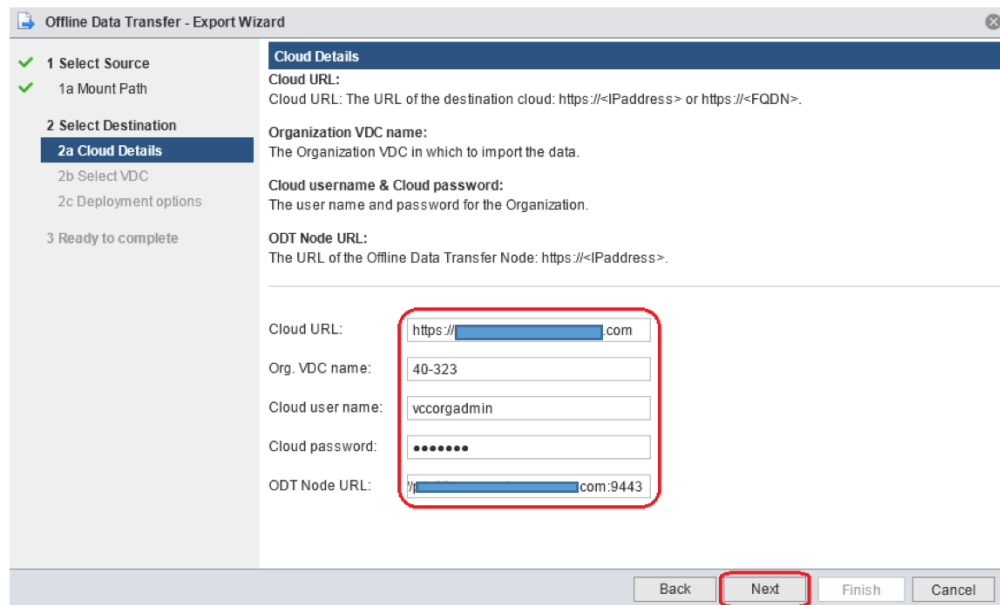 Offline Data Transfer - Export Wizard
1 Select Source
1a Mount Path
2 Select Destination
2a Cloud Details
2b Select VDC
2c Deployment options
3 Ready to complete
Cloud Details
Cloud URL:
Cloud URL: The URL of the destination cloud: https://<IPaddress> or https://<FQDN>.
Organization VDC name:
The Organization VDC in which to import the data.
Cloud username & Cloud password:
The user name and password for the Organization.
ODT Node URL:
The URL of the Offline Data Transfer Node: https://<IPaddress>.
Cloud URL: https:// .com
Org. VDC name: 40-323
Cloud user name: vccorgadmin
Cloud password: ●●●●●●●
ODT Node URL: com:9443
Back Next Finish Cancel